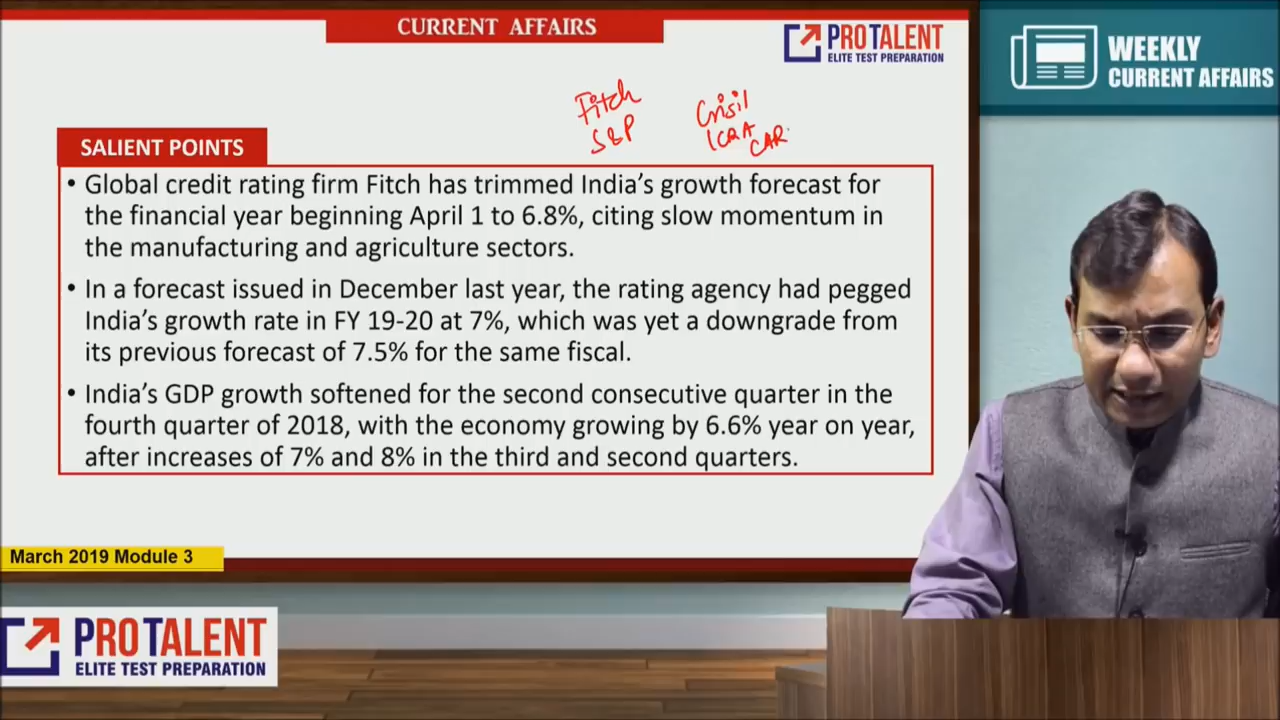 CURRENT AFFAIRS
PROTALENT
ELITE TEST PREPARATION
WEEKLY
CURRENT AFFAIRS
Fitch
S&P
Crisil
ICRA
CAR
SALIENT POINTS
• Global credit rating firm Fitch has trimmed India’s growth forecast for
the financial year beginning April 1 to 6.8%, citing slow momentum in
the manufacturing and agriculture sectors.
• In a forecast issued in December last year, the rating agency had pegged
India’s growth rate in FY 19-20 at 7%, which was yet a downgrade from
its previous forecast of 7.5% for the same fiscal.
• India’s GDP growth softened for the second consecutive quarter in the
fourth quarter of 2018, with the economy growing by 6.6% year on year,
after increases of 7% and 8% in the third and second quarters.
March 2019 Module 3
PROTALENT
ELITE TEST PREPARATION